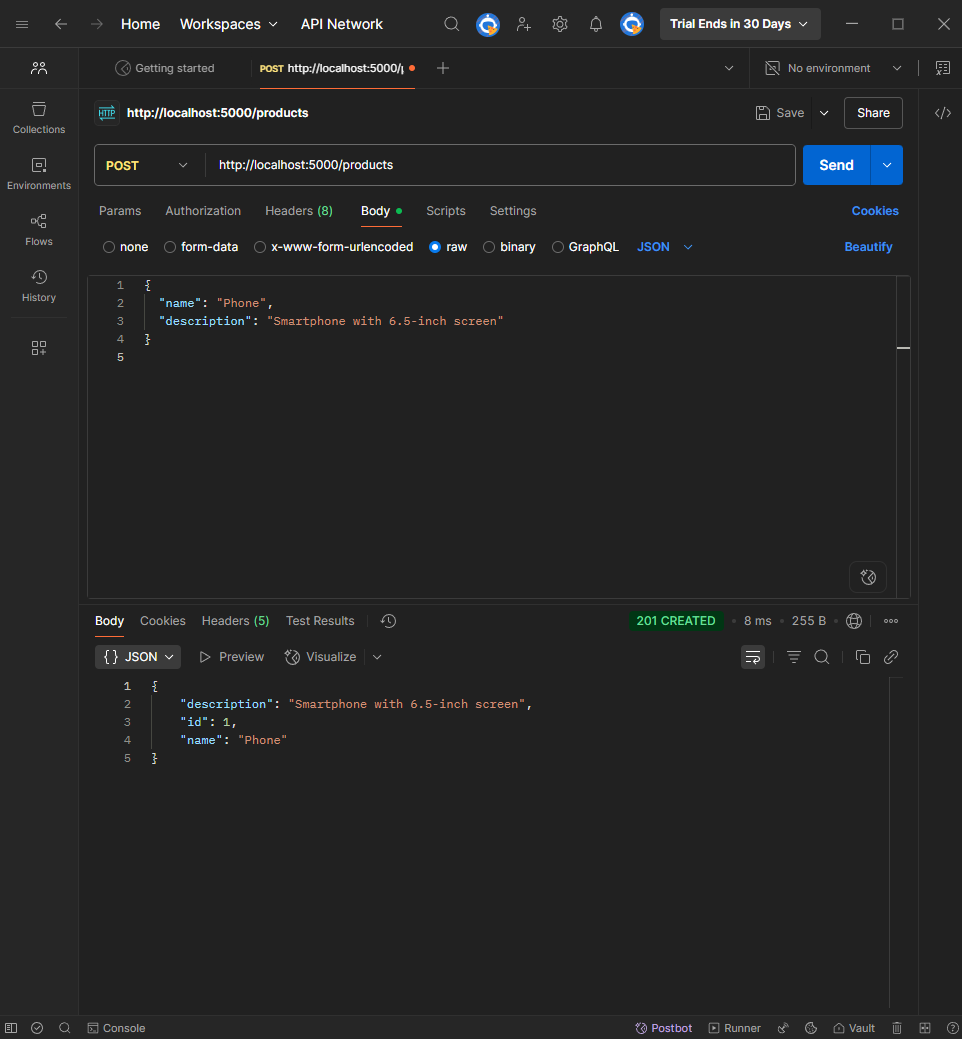 Home Workspaces API Network Trial Ends in 30 Days
Getting started POST http://localhost:5000/p No environment
HTTP http://localhost:5000/products Save Share
Collections
POST http://localhost:5000/products Send
Environments
Params Authorization Headers (8) Body Scripts Settings Cookies
Flows
none form-data x-www-form-urlencoded raw binary GraphQL JSON Beautify
History
1 {
2 "name": "Phone",
3 "description": "Smartphone with 6.5-inch screen"
4 }
5
Body Cookies Headers (5) Test Results 201 CREATED 8 ms 255 B
{} JSON Preview Visualize
1 {
2 "description": "Smartphone with 6.5-inch screen",
3 "id": 1,
4 "name": "Phone"
5 }
Console Postbot Runner Vault